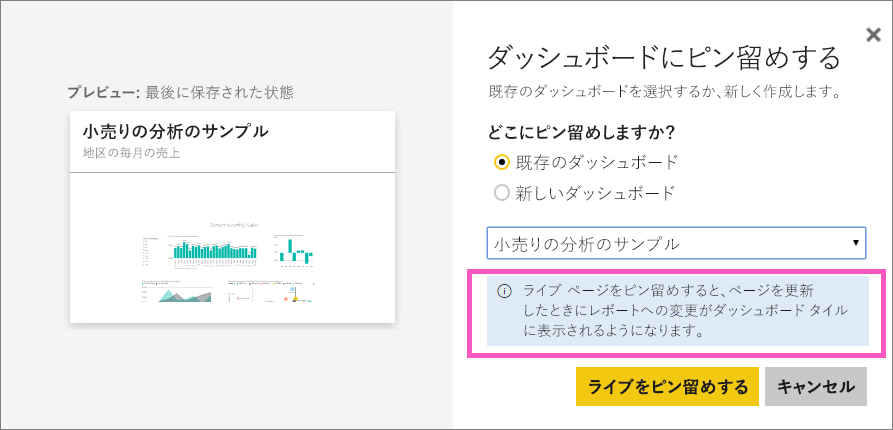 プレビュー: 最後に保存された状態
小売りの分析のサンプル
地区の毎月の売上
District Monthly Sales
ダッシュボードにピン留めする
既存のダッシュボードを選択するか、新しく作成します。
どこにピン留めしますか?
既存のダッシュボード
新しいダッシュボード
小売りの分析のサンプル
ライブ ページをピン留めすると、ページを更新
したときにレポートへの変更がダッシュボード タイル
に表示されるようになります。
ライブをピン留めする
キャンセル